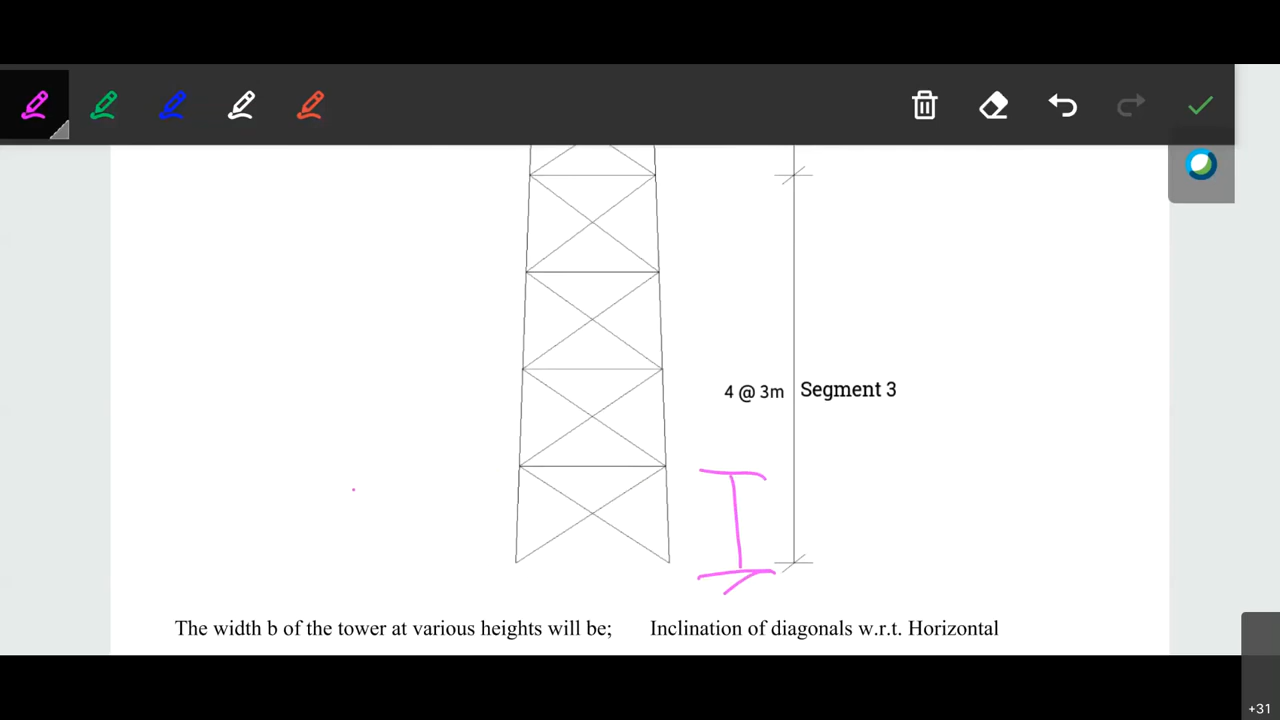 4 @ 3m Segment 3
The width b of the tower at various heights will be; Inclination of diagonals w.r.t. Horizontal
+31